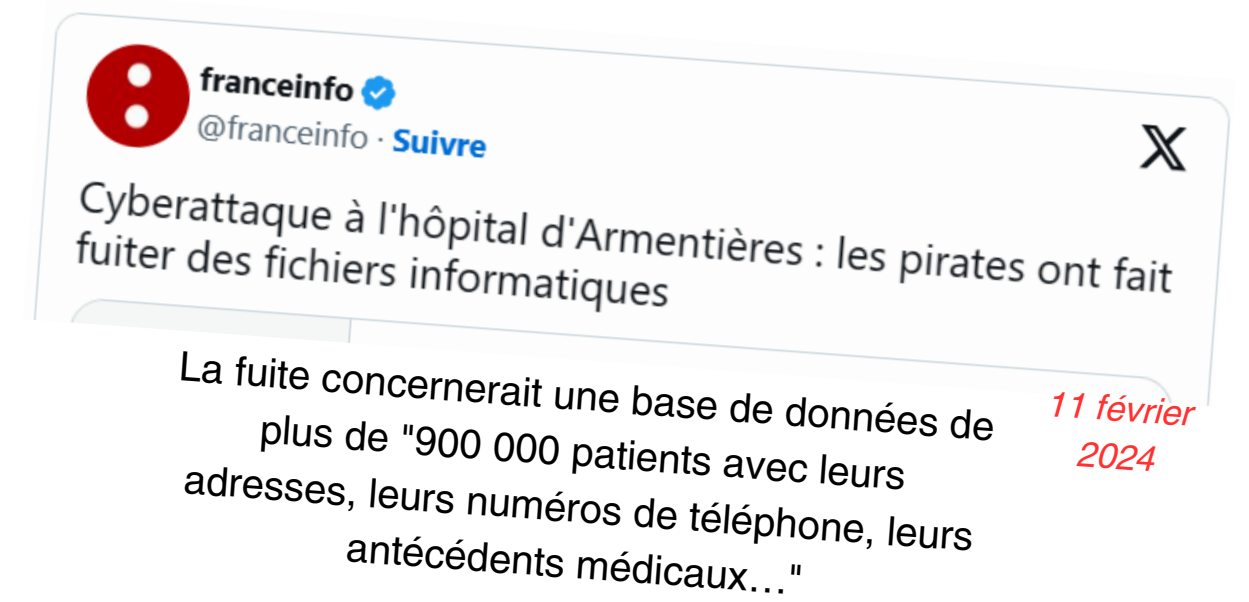 franceinfo
@franceinfo · Suivre
Cyberattaque à l'hôpital d'Armentières : les pirates ont fait
fuiter des fichiers informatiques
La fuite concernerait une base de données de
plus de "900 000 patients avec leurs
adresses, leurs numéros de téléphone, leurs
antécédents médicaux..."
11 février
2024